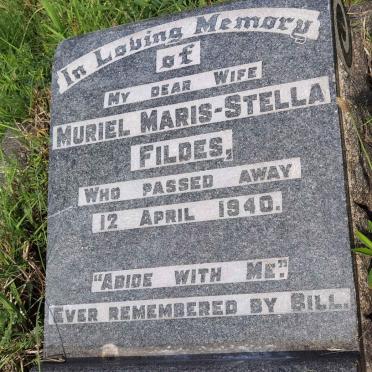 In Loving Memory
of
My dear Wife
Muriel Maris-Stella
Fildes,
Who passed away
12 April 1940.
"Abide with Me."
Ever remembered by Bill.